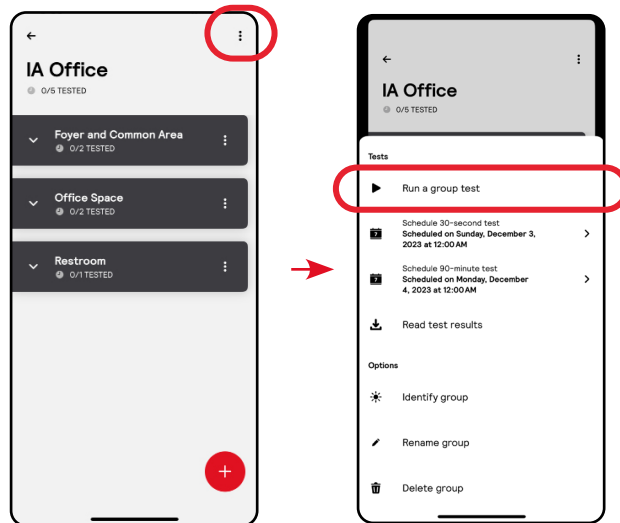 IA Office
0/5 TESTED
Foyer and Common Area
0/2 TESTED
Office Space
0/2 TESTED
Restroom
0/1 TESTED
IA Office
0/5 TESTED
Tests
Run a group test
Schedule 30-second test
Scheduled on Sunday, December 3,
2023 at 12:00 AM
Schedule 90-minute test
Scheduled on Monday, December
4, 2023 at 12:00 AM
Read test results
Options
Identify group
Rename group
Delete group